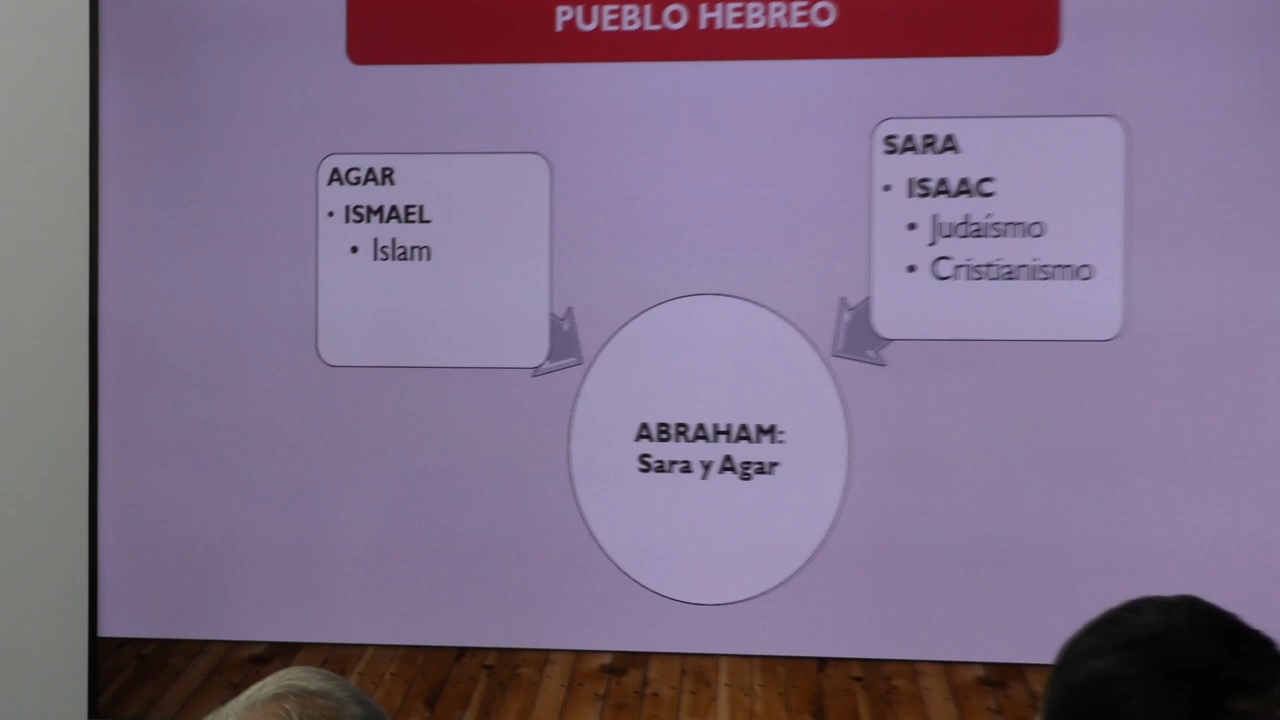 PUEBLO HEBREO
AGAR
• ISMAEL
• Islam
SARA
• ISAAC
• Judaísmo
• Cristianismo
ABRAHAM:
Sara y Agar